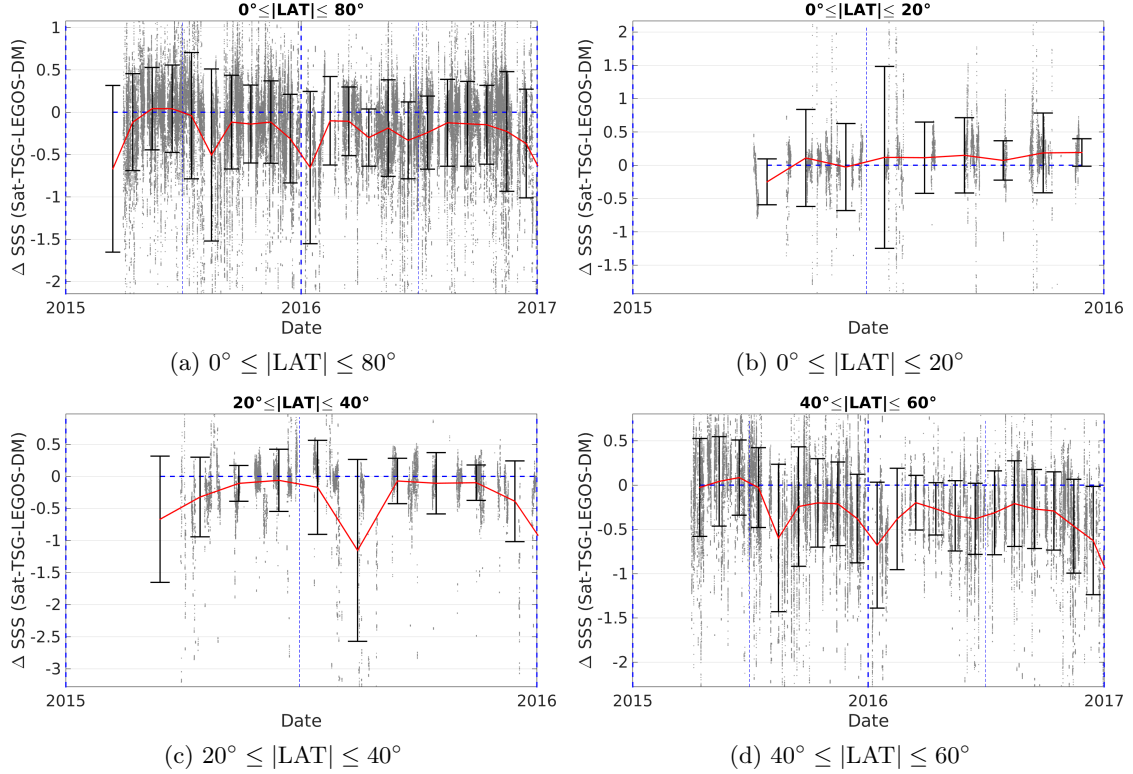 0°≤|LAT|≤ 80°
Δ SSS (Sat-TSG-LEGOS-DM)
1
0.5
0
-0.5
-1
-1.5
-2
2015
2016
2017
Date
(a) 0° ≤ |LAT| ≤ 80°
0°≤|LAT|≤ 20°
Δ SSS (Sat-TSG-LEGOS-DM)
2
1.5
1
0.5
0
-0.5
-1
-1.5
2015
2016
Date
(b) 0° ≤ |LAT| ≤ 20°
20°≤|LAT|≤ 40°
Δ SSS (Sat-TSG-LEGOS-DM)
0.5
0
-0.5
-1
-1.5
-2
-2.5
-3
2015
2016
Date
(c) 20° ≤ |LAT| ≤ 40°
40°≤|LAT|≤ 60°
Δ SSS (Sat-TSG-LEGOS-DM)
0.5
0
-0.5
-1
-1.5
-2
2015
2016
2017
Date
(d) 40° ≤ |LAT| ≤ 60°